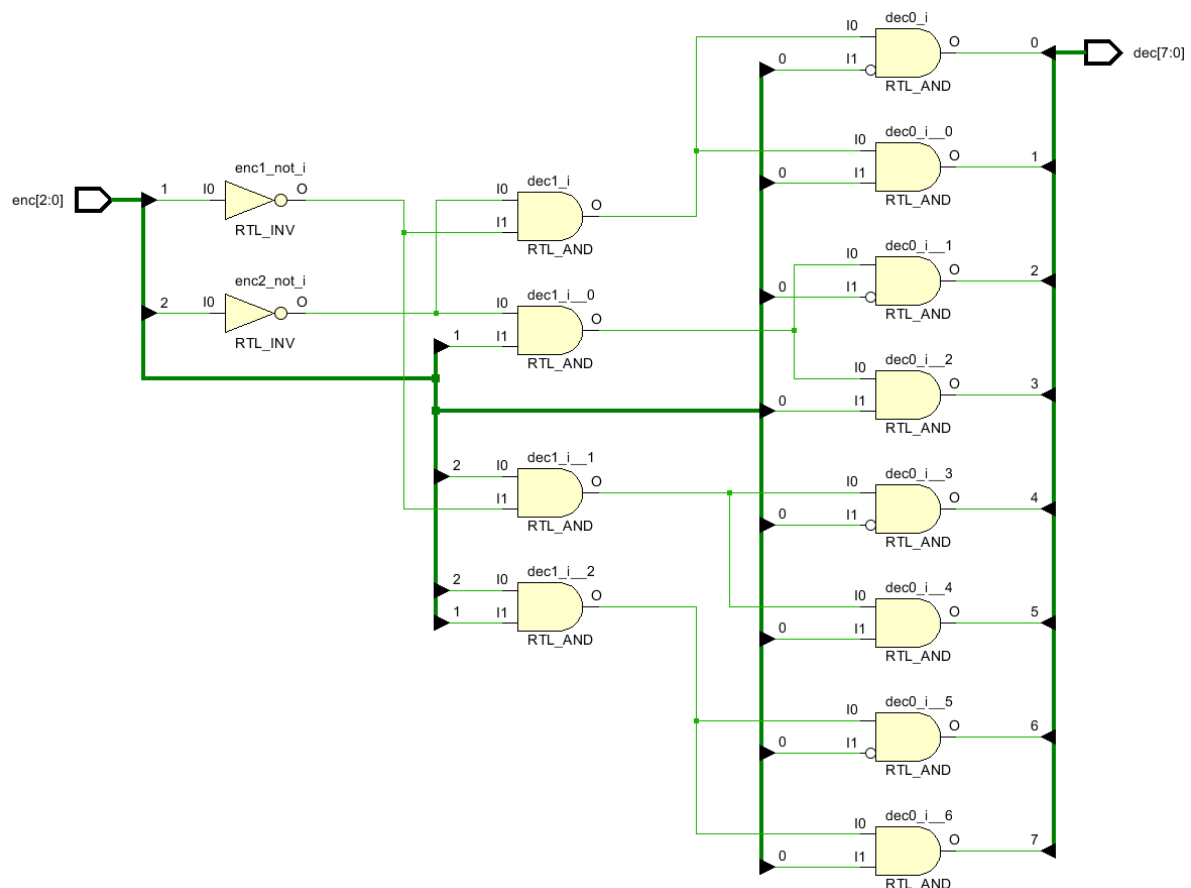 dec0_i
I0
O
0
I1
RTL_AND
0
dec[7:0]
dec0_i__0
I0
O
1
I1
RTL_AND
0
enc[2:0]
enc1_not_i
1
I0
O
RTL_INV
dec1_i
I0
O
I1
RTL_AND
dec0_i__1
I0
O
2
I1
RTL_AND
0
enc2_not_i
2
I0
O
RTL_INV
dec1_i__0
I0
O
1
I1
RTL_AND
dec0_i__2
I0
O
3
0
I1
RTL_AND
dec1_i__1
2
I0
O
I1
RTL_AND
dec0_i__3
I0
O
4
0
I1
RTL_AND
dec1_i__2
2
I0
O
1
I1
RTL_AND
dec0_i__4
I0
O
5
0
I1
RTL_AND
dec0_i__5
I0
O
6
0
I1
RTL_AND
dec0_i__6
I0
O
7
0
I1
RTL_AND